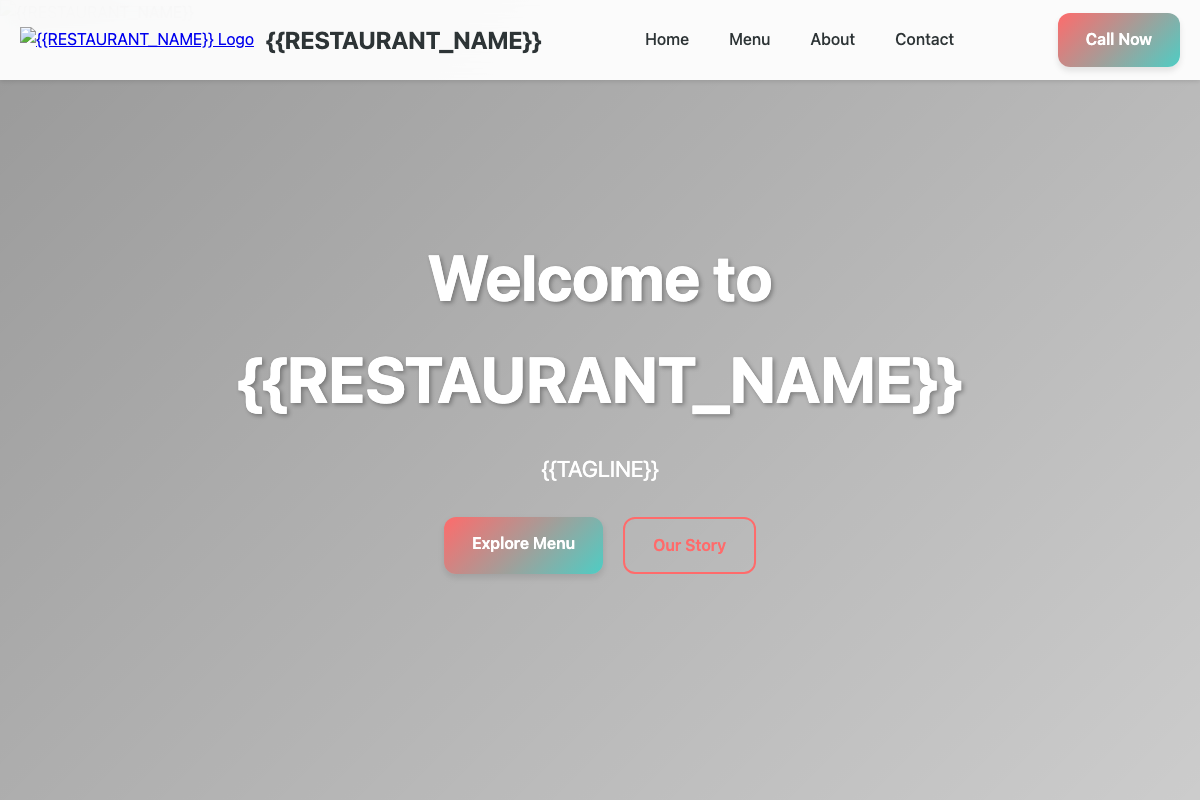 {{RESTAURANT_NAME}} Logo
{{RESTAURANT_NAME}}
Home
Menu
About
Contact
Call Now
Welcome to
{{RESTAURANT_NAME}}
{{TAGLINE}}
Explore Menu
Our Story